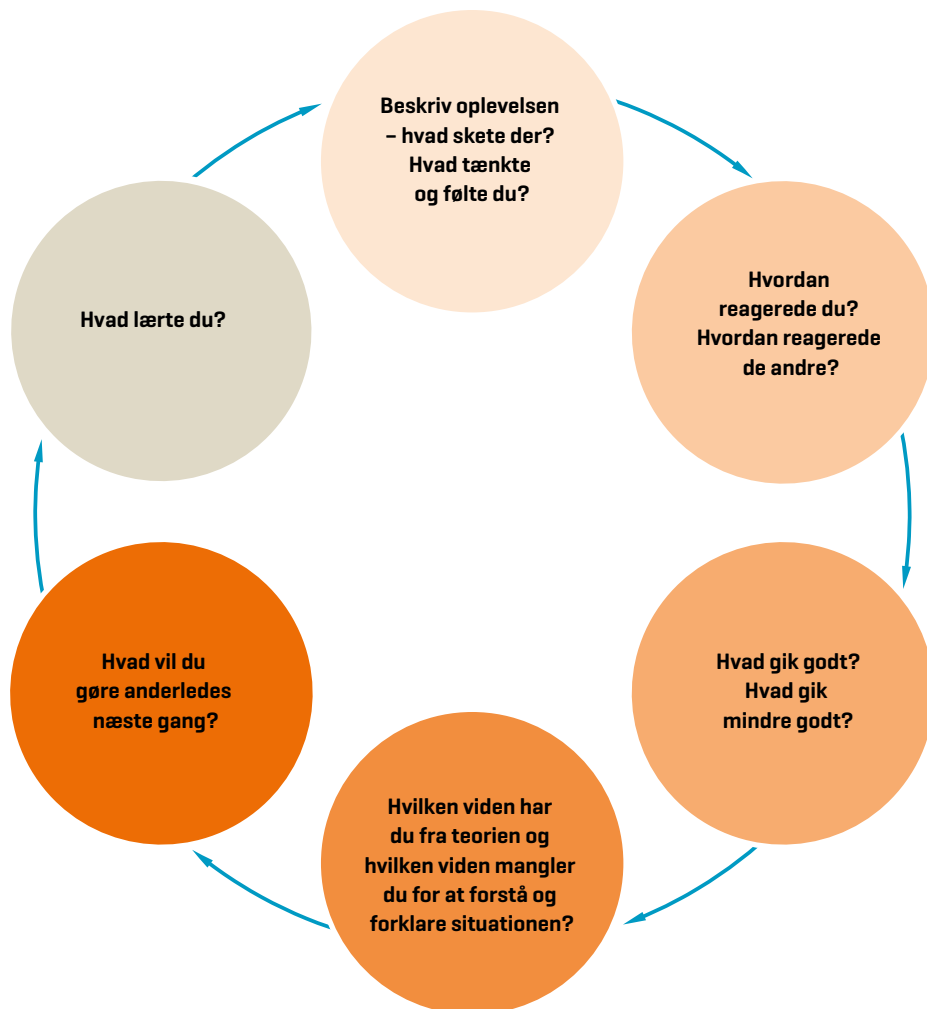 Beskriv oplevelsen
– hvad skete der?
Hvad tænkte
og følte du?
Hvordan
reagerede du?
Hvordan reagerede
de andre?
Hvad gik godt?
Hvad gik
mindre godt?
Hvilken viden har
du fra teorien og
hvilken viden mangler
du for at forstå og
forklare situationen?
Hvad vil du
gøre anderledes
næste gang?
Hvad lærte du?